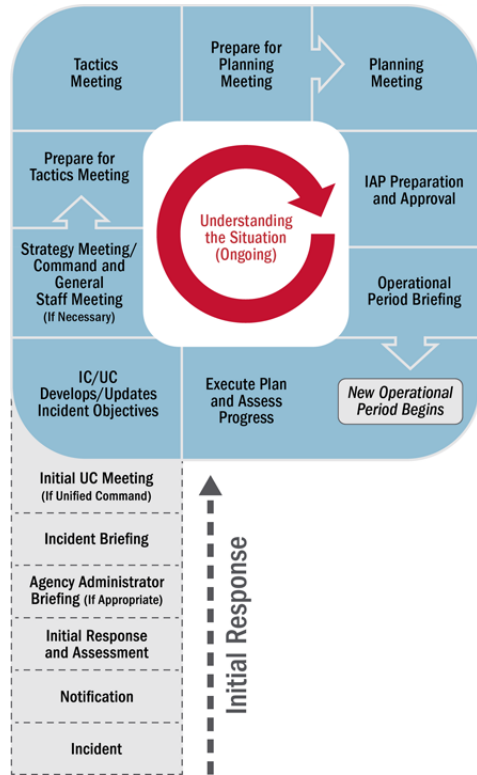 Tactics
Meeting
Prepare for
Planning
Meeting
Planning
Meeting
Prepare for
Tactics Meeting
IAP Preparation
and Approval
Understanding
the Situation
(Ongoing)
Strategy Meeting/
Command and
General
Staff Meeting
(If Necessary)
Operational
Period Briefing
IC/UC
Develops/Updates
Incident Objectives
Execute Plan
and Assess
Progress
New Operational
Period Begins
Initial UC Meeting
(If Unified Command)
Incident Briefing
Agency Administrator
Briefing (If Appropriate)
Initial Response
and Assessment
Notification
Incident
Initial Response